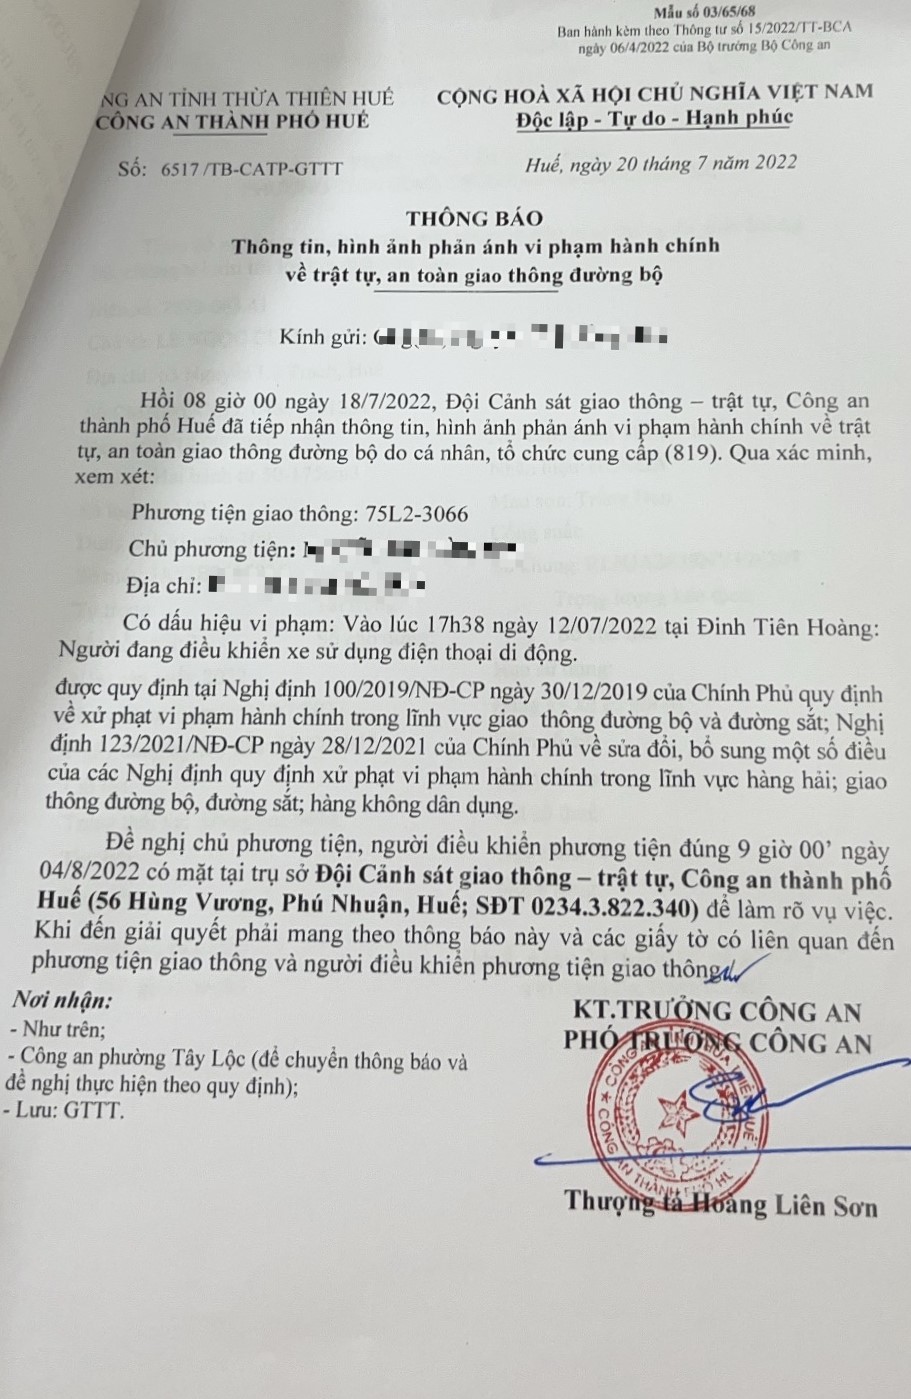 Mẫu số 03/65/68
Ban hành kèm theo Thông tư số 15/2022/TT-BCA
ngày 06/4/2022 của Bộ trưởng Bộ Công an
NG AN TỈNH THỪA THIÊN HUẾ
CÔNG AN THÀNH PHỐ HUẾ
CỘNG HOÀ XÃ HỘI CHỦ NGHĨA VIỆT NAM
Độc lập - Tự do - Hạnh phúc
Số: 6517 /TB-CATP-GTTT
Huế, ngày 20 tháng 7 năm 2022
THÔNG BÁO
Thông tin, hình ảnh phản ánh vi phạm hành chính
về trật tự, an toàn giao thông đường bộ
Kính gửi:
Hồi 08 giờ 00 ngày 18/7/2022, Đội Cảnh sát giao thông – trật tự, Công an
thành phố Huế đã tiếp nhận thông tin, hình ảnh phản ánh vi phạm hành chính về trật
tự, an toàn giao thông đường bộ do cá nhân, tổ chức cung cấp (819). Qua xác minh,
xem xét:
Phương tiện giao thông: 75L2-3066
Chủ phương tiện:
Địa chỉ:
Có dấu hiệu vi phạm: Vào lúc 17h38 ngày 12/07/2022 tại Đinh Tiên Hoàng:
Người đang điều khiển xe sử dụng điện thoại di động.
được quy định tại Nghị định 100/2019/NĐ-CP ngày 30/12/2019 của Chính Phủ quy định
về xử phạt vi phạm hành chính trong lĩnh vực giao thông đường bộ và đường sắt; Nghị
định 123/2021/NĐ-CP ngày 28/12/2021 của Chính Phủ về sửa đổi, bổ sung một số điều
của các Nghị định quy định xử phạt vi phạm hành chính trong lĩnh vực hàng hải; giao
thông đường bộ, đường sắt; hàng không dân dụng.
Đề nghị chủ phương tiện, người điều khiển phương tiện đúng 9 giờ 00’ ngày
04/8/2022 có mặt tại trụ sở Đội Cảnh sát giao thông – trật tự, Công an thành phố
Huế (56 Hùng Vương, Phú Nhuận, Huế; SĐT 0234.3.822.340) để làm rõ vụ việc.
Khi đến giải quyết phải mang theo thông báo này và các giấy tờ có liên quan đến
phương tiện giao thông và người điều khiển phương tiện giao thông
Nơi nhận:
- Như trên;
- Công an phường Tây Lộc (để chuyển thông báo và
đề nghị thực hiện theo quy định);
- Lưu: GTTT.
KT.TRƯỞNG CÔNG AN
PHÓ TRƯỞNG CÔNG AN
Thượng tá Hoàng Liên Sơn